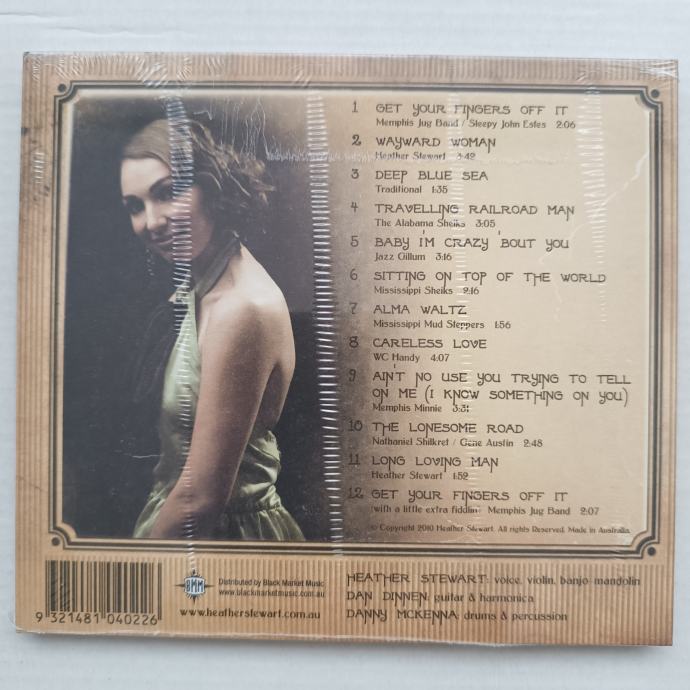 1 GET YOUR FINGERS OFF IT
Memphis Jug Band / Sleepy John Estes 2:06
2 WAYWARD WOMAN
Heather Stewart 3:42
3 DEEP BLUE SEA
Traditional 1:35
4 TRAVELLING RAILROAD MAN
The Alabama Sheiks 3:05
5 BABY I'M CRAZY 'BOUT YOU
Jazz Gillum 3:16
6 SITTING ON TOP OF THE WORLD
Mississippi Sheiks 2:16
7 ALMA WALTZ
Mississippi Mud Steppers 1:56
8 CARELESS LOVE
WC Handy 4:07
9 AIN'T NO USE YOU TRYING TO TELL
ON ME (I KNOW SOMETHING ON YOU)
Memphis Minnie 3:31
10 THE LONESOME ROAD
Nathaniel Shilkret / Gene Austin 2:48
11 LONG LOVING MAN
Heather Stewart 1:52
12 GET YOUR FINGERS OFF IT
(with a little extra fiddlin' Memphis Jug Band 2:07
© Copyright 2010 Heather Stewart. All rights Reserved. Made in Australia.
9 321481 040226
BMM
Distributed by Black Market Music
www.blackmarketmusic.com.au
www.heatherstewart.com.au
HEATHER STEWART: voice, violin, banjo mandolin
DAN DINNEN: guitar & harmonica
DANNY MCKENNA: drums & percussion